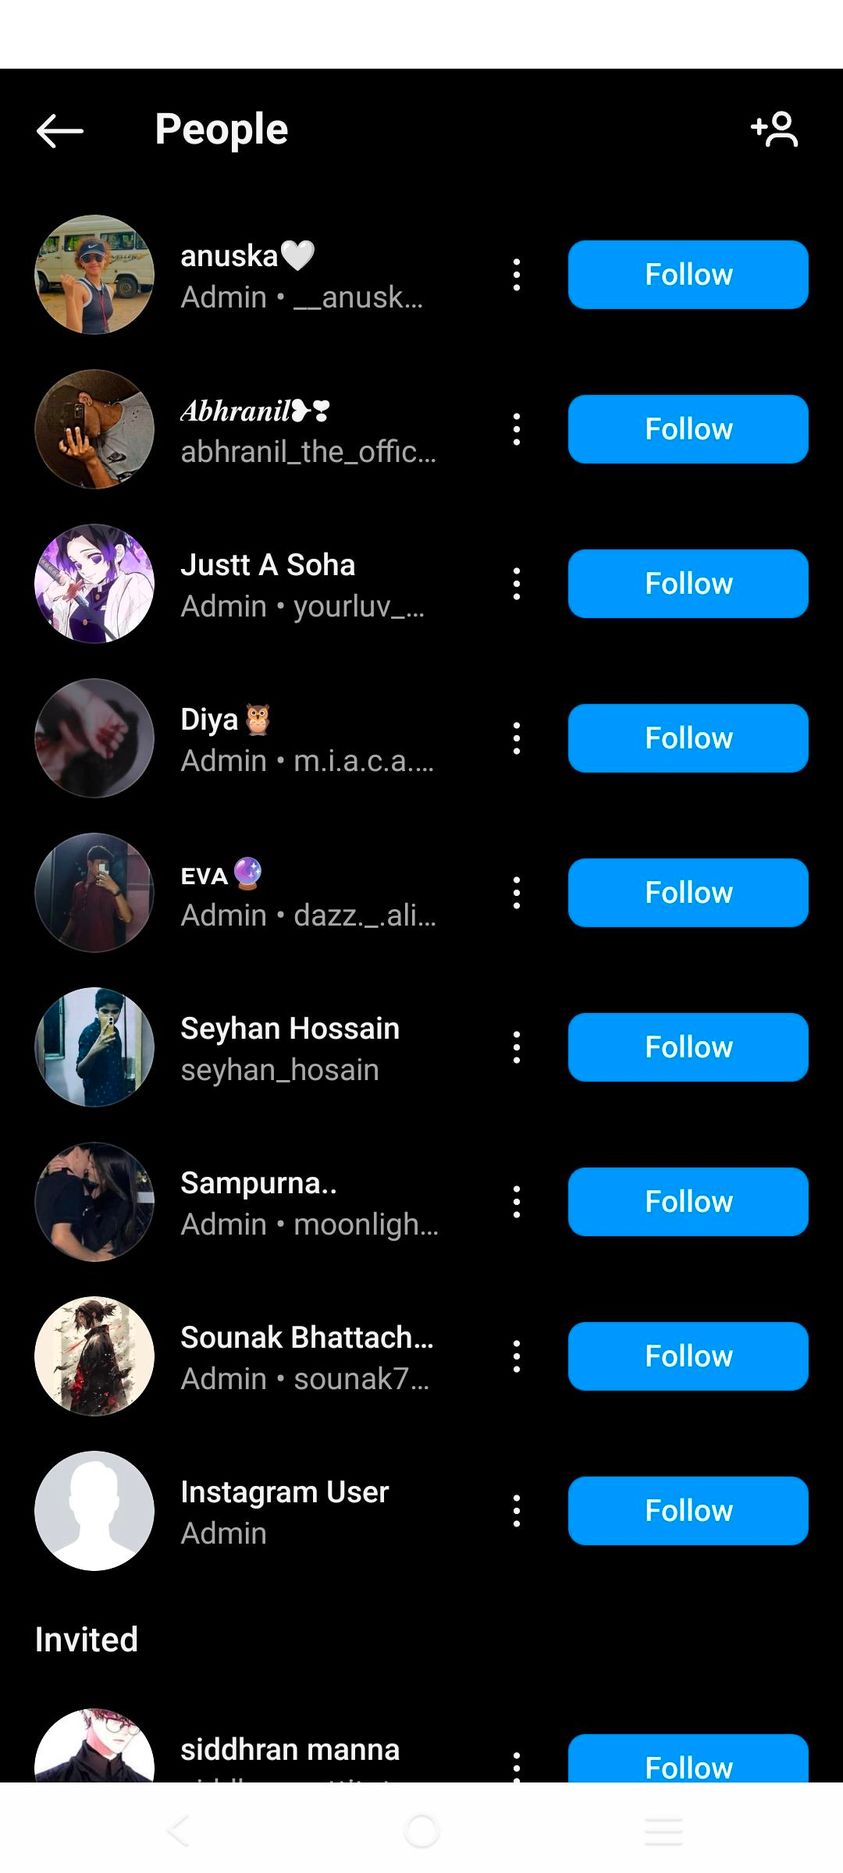 People
anuska🤍
Admin • __anusk...
Follow
𝑨𝒃𝒉𝒓𝒂𝒏𝒊𝒍❥❣
abhranil_the_offic...
Follow
Justt A Soha
Admin • yourluv_...
Follow
Diya🦉
Admin • m.i.a.c.a....
Follow
ᴇᴠᴀ🔮
Admin • dazz._.ali...
Follow
Seyhan Hossain
seyhan_hosain
Follow
Sampurna..
Admin • moonligh...
Follow
Sounak Bhattach...
Admin • sounak7...
Follow
Instagram User
Admin
Follow
Invited
siddhran manna
Follow